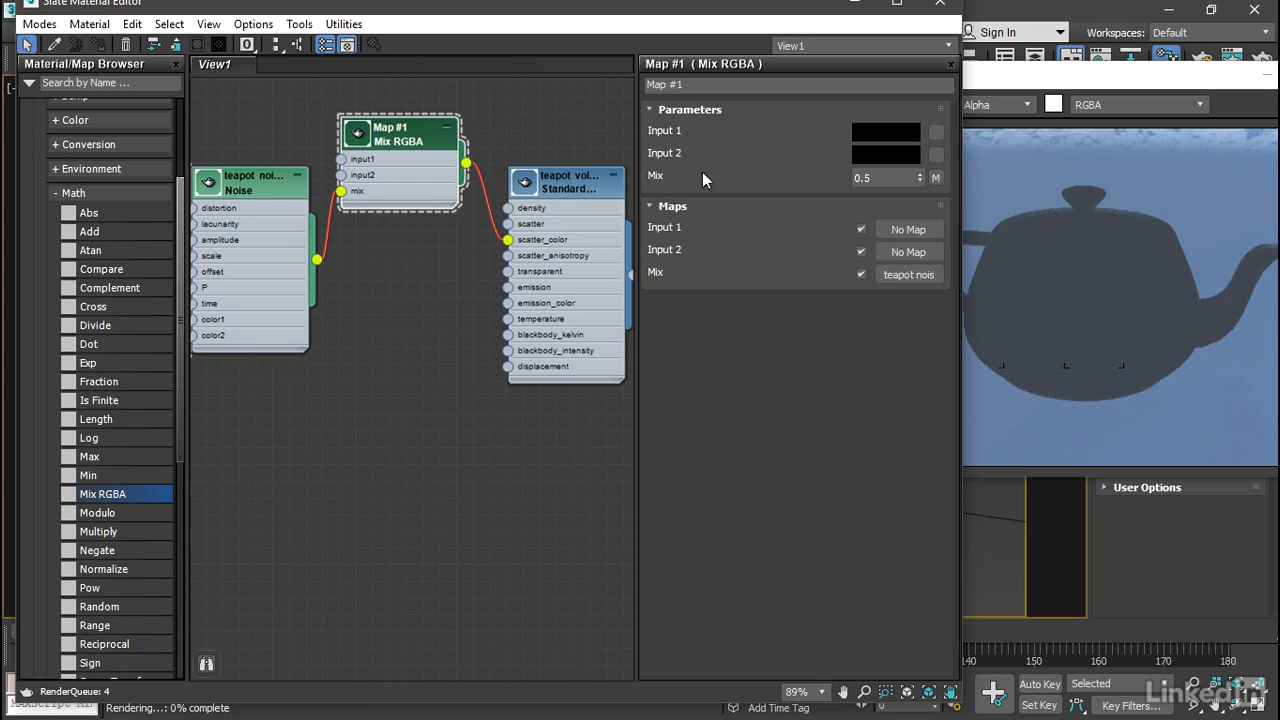 Slate Material Editor
Modes Material Edit Select View Options Tools Utilities
Sign In Workspaces: Default
View1
Material/Map Browser
Search by Name ...
Color
Conversion
Environment
Math
Abs
Add
Atan
Compare
Complement
Cross
Divide
Dot
Exp
Fraction
Is Finite
Length
Log
Max
Min
Mix RGBA
Modulo
Multiply
Negate
Normalize
Pow
Random
Range
Reciprocal
Sign
View1
teapot noi...
Noise
distortion
lacunarity
amplitude
scale
offset
P
time
color1
color2
Map #1
Mix RGBA
input1
input2
mix
teapot vol...
Standard...
density
scatter
scatter_color
scatter_anisotropy
transparent
emission
emission_color
temperature
blackbody_kelvin
blackbody_intensity
displacement
Map #1 ( Mix RGBA )
Map #1
Parameters
Input 1
Input 2
Mix 0.5 M
Maps
Input 1 No Map
Input 2 No Map
Mix teapot nois
Alpha RGBA
User Options
140 150 160 170 180
RenderQueue: 4
89%
Rendering...: 0% complete
Add Time Tag
0
Auto Key Selected
Set Key Key Filters...
LinkedIn